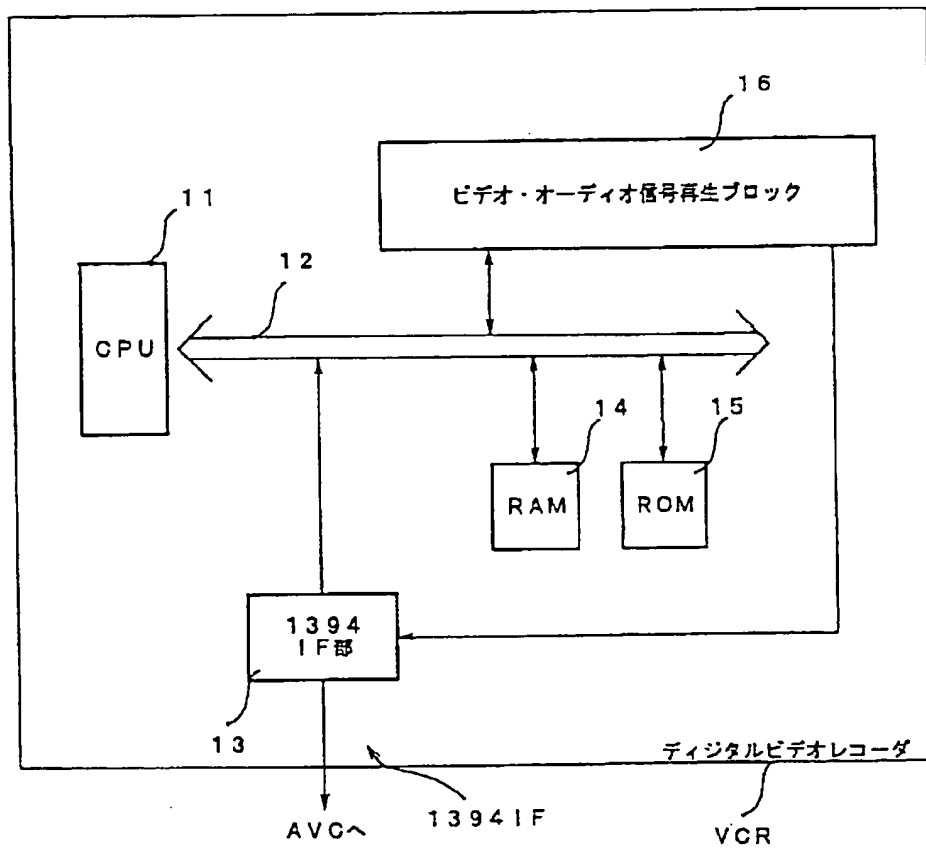 16
ビデオ・オーディオ信号再生ブロック
11
12
CPU
14
15
RAM
ROM
1394
IF部
13
ディジタルビデオレコーダ
AVCへ
1394IF
VCR